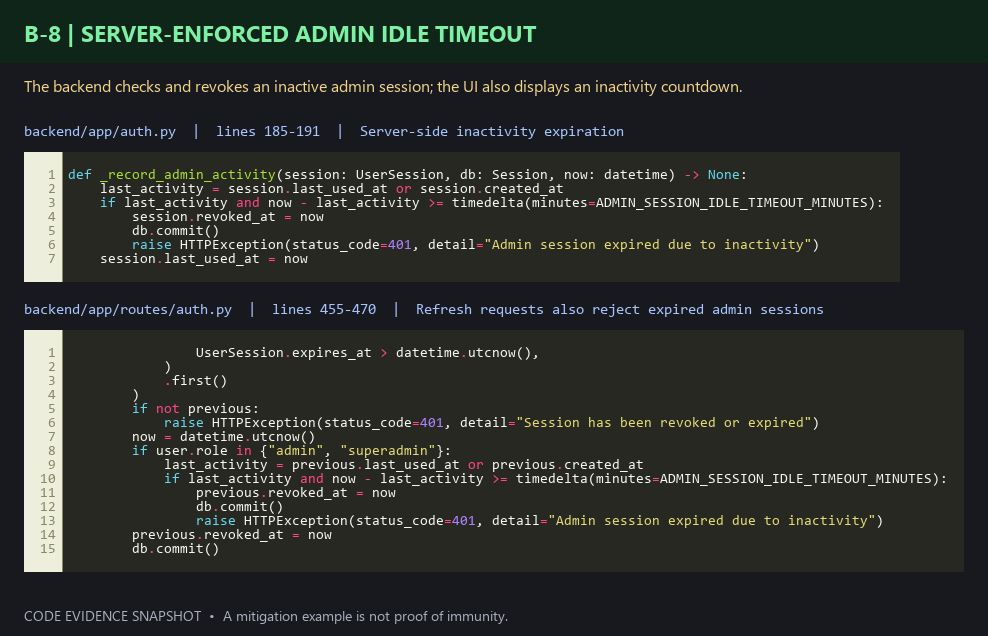 B-8 | SERVER-ENFORCED ADMIN IDLE TIMEOUT
The backend checks and revokes an inactive admin session; the UI also displays an inactivity countdown.
backend/app/auth.py | lines 185-191 | Server-side inactivity expiration
1 def _record_admin_activity(session: UserSession, db: Session, now: datetime) -> None:
2     last_activity = session.last_used_at or session.created_at
3     if last_activity and now - last_activity >= timedelta(minutes=ADMIN_SESSION_IDLE_TIMEOUT_MINUTES):
4         session.revoked_at = now
5         db.commit()
6         raise HTTPException(status_code=401, detail="Admin session expired due to inactivity")
7     session.last_used_at = now
backend/app/routes/auth.py | lines 455-470 | Refresh requests also reject expired admin sessions
1                 UserSession.expires_at > datetime.utcnow(),
2             )
3             .first()
4         )
5         if not previous:
6             raise HTTPException(status_code=401, detail="Session has been revoked or expired")
7         now = datetime.utcnow()
8         if user.role in {"admin", "superadmin"}:
9             last_activity = previous.last_used_at or previous.created_at
10             if last_activity and now - last_activity >= timedelta(minutes=ADMIN_SESSION_IDLE_TIMEOUT_MINUTES):
11                 previous.revoked_at = now
12                 db.commit()
13                 raise HTTPException(status_code=401, detail="Admin session expired due to inactivity")
14         previous.revoked_at = now
15         db.commit()
CODE EVIDENCE SNAPSHOT • A mitigation example is not proof of immunity.